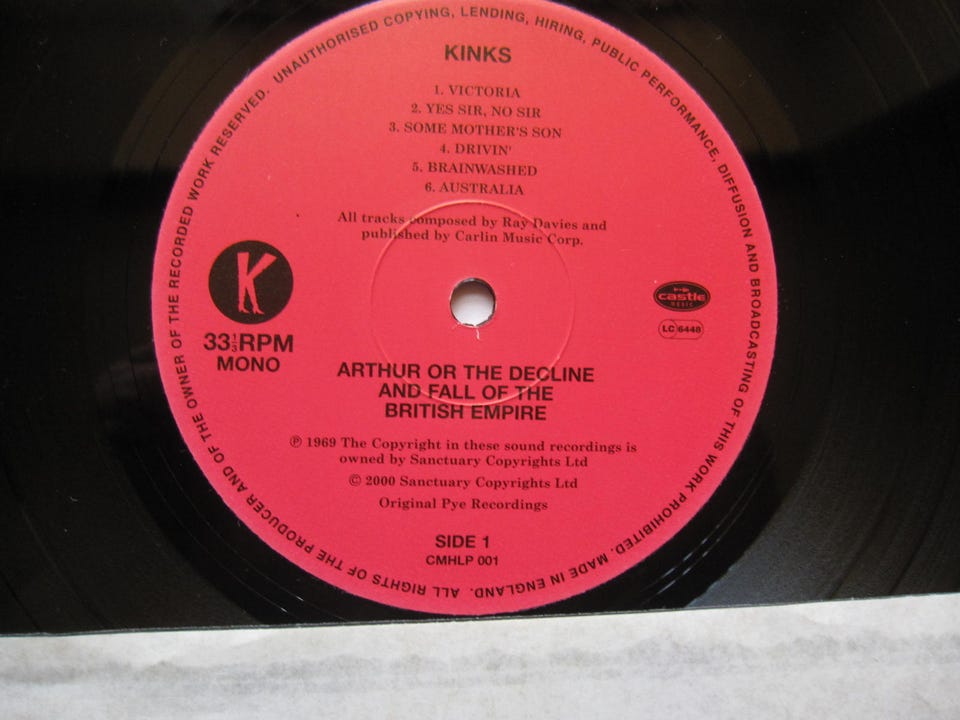 KINKS
1. VICTORIA
2. YES SIR, NO SIR
3. SOME MOTHER'S SON
4. DRIVIN'
5. BRAINWASHED
6. AUSTRALIA
All tracks composed by Ray Davies and
published by Carlin Music Corp.
K
33 1/3 RPM
MONO
castle
MUSIC
LC 6448
ARTHUR OR THE DECLINE
AND FALL OF THE
BRITISH EMPIRE
℗ 1969 The Copyright in these sound recordings is
owned by Sanctuary Copyrights Ltd
© 2000 Sanctuary Copyrights Ltd
Original Pye Recordings
SIDE 1
CMHLP 001
ALL RIGHTS OF THE PRODUCER AND OF THE OWNER OF THE RECORDED WORK RESERVED. UNAUTHORISED COPYING, LENDING, HIRING, PUBLIC PERFORMANCE, DIFFUSION AND BROADCASTING OF THIS WORK PROHIBITED. MADE IN ENGLAND.